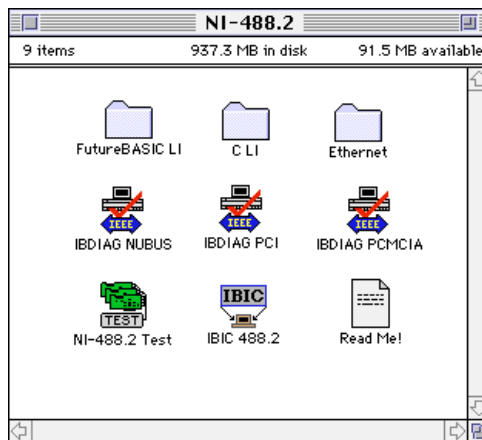 NI-488.2
9 items 937.3 MB in disk 91.5 MB available
FutureBASIC LI C LI Ethernet
IEEE IEEE IEEE
IBDIAG NUBUS IBDIAG PCI IBDIAG PCMCIA
TEST IBIC
NI-488.2 Test IBIC 488.2 Read Me!